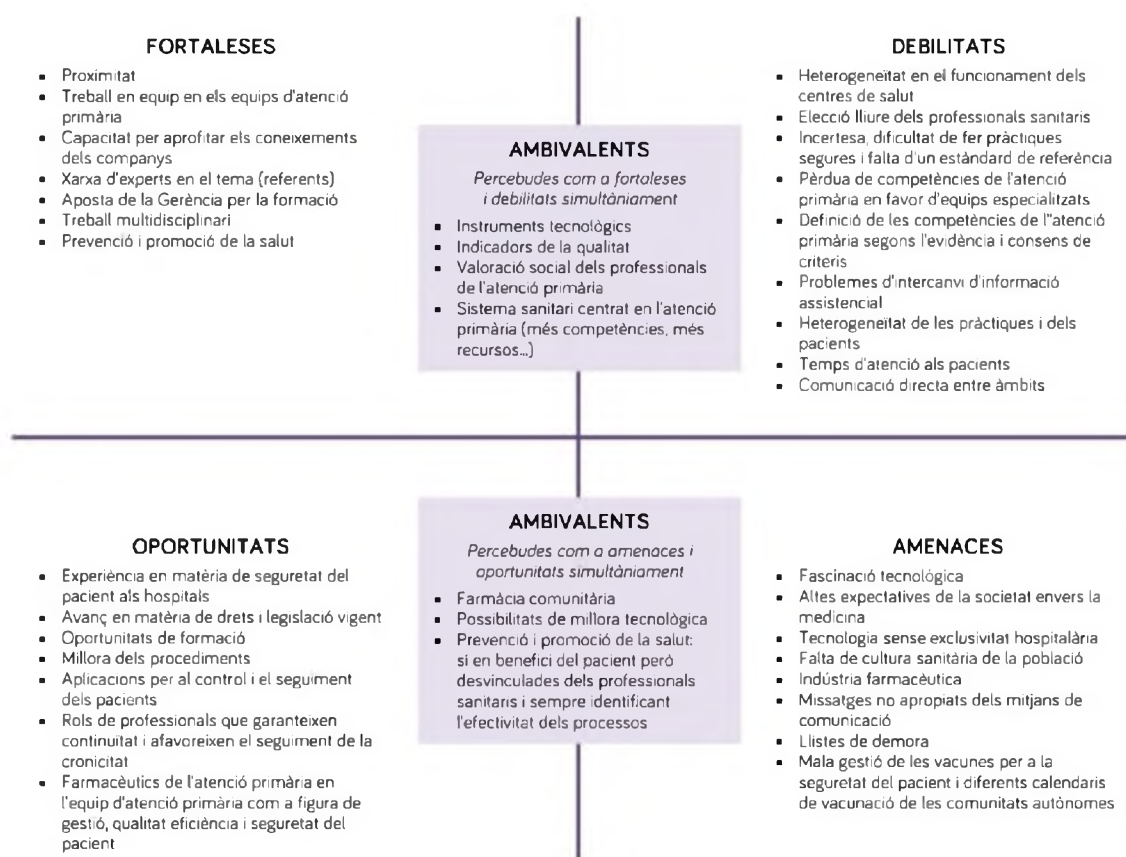 FORTALESES
▪ Proximitat
▪ Treball en equip en els equips d'atenció
primària
▪ Capacitat per aprofitar els coneixements
dels companys
▪ Xarxa d'experts en el tema (referents)
▪ Aposta de la Gerència per la formació
▪ Treball multidisciplinari
▪ Prevenció i promoció de la salut
AMBIVALENTS
Percebudes com a fortaleses
i debilitats simultàniament
▪ Instruments tecnològics
▪ Indicadors de la qualitat
▪ Valoració social dels professionals
de l'atenció primària
▪ Sistema sanitari centrat en l'atenció
primària (més competències, més
recursos...)
DEBILITATS
▪ Heterogeneïtat en el funcionament dels
centres de salut
▪ Elecció lliure dels professionals sanitaris
▪ Incertesa, dificultat de fer pràctiques
segures i falta d'un estàndard de referència
▪ Pèrdua de competències de l'atenció
primària en favor d'equips especialitzats
▪ Definició de les competències de l''atenció
primària segons l'evidència i consens de
criteris
▪ Problemes d'intercanvi d'informació
assistencial
▪ Heterogeneïtat de les pràctiques i dels
pacients
▪ Temps d'atenció als pacients
▪ Comunicació directa entre àmbits
OPORTUNITATS
▪ Experiència en matèria de seguretat del
pacient als hospitals
▪ Avanç en matèria de drets i legislació vigent
▪ Oportunitats de formació
▪ Millora dels procediments
▪ Aplicacions per al control i el seguiment
dels pacients
▪ Rols de professionals que garanteixen
continuïtat i afavoreixen el seguiment de la
cronicitat
▪ Farmacèutics de l'atenció primària en
l'equip d'atenció primària com a figura de
gestió, qualitat eficiència i seguretat del
pacient
AMBIVALENTS
Percebudes com a amenaces i
oportunitats simultàniament
▪ Farmàcia comunitària
▪ Possibilitats de millora tecnològica
▪ Prevenció i promoció de la salut:
si en benefici del pacient però
desvinculades dels professionals
sanitaris i sempre identificant
l'efectivitat dels processos
AMENACES
▪ Fascinació tecnològica
▪ Altes expectatives de la societat envers la
medicina
▪ Tecnologia sense exclusivitat hospitalària
▪ Falta de cultura sanitària de la població
▪ Indústria farmacèutica
▪ Missatges no apropiats dels mitjans de
comunicació
▪ Llistes de demora
▪ Mala gestió de les vacunes per a la
seguretat del pacient i diferents calendaris
de vacunació de les comunitats autònomes